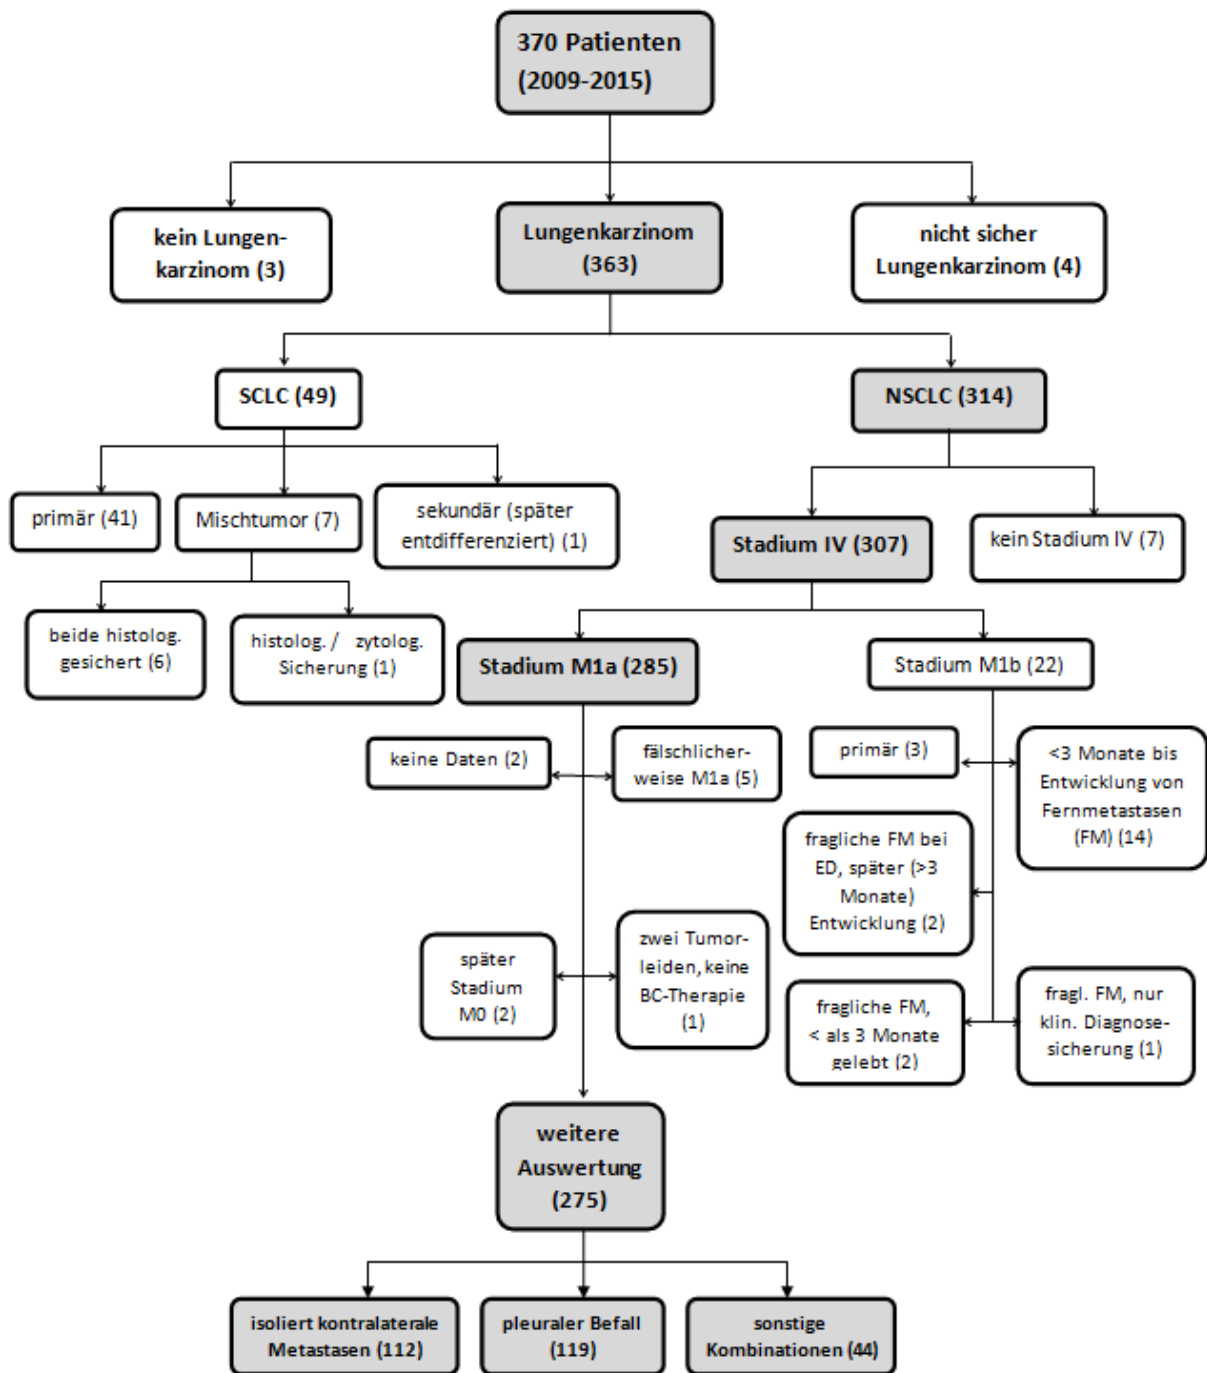 370 Patienten
(2009-2015)
kein Lungen-
karzinom (3)
Lungenkarzinom
(363)
nicht sicher
Lungenkarzinom (4)
SCLC (49)
NSCLC (314)
primär (41)
Mischtumor (7)
sekundär (später
entdifferenziert) (1)
Stadium IV (307)
kein Stadium IV (7)
beide histolog.
gesichert (6)
histolog. / zytolog.
Sicherung (1)
Stadium M1a (285)
Stadium M1b (22)
keine Daten (2)
fälschlicher-
weise M1a (5)
primär (3)
<3 Monate bis
Entwicklung von
Fernmetastasen
(FM) (14)
fragliche FM bei
ED, später (>3
Monate)
Entwicklung (2)
später
Stadium
M0 (2)
zwei Tumor-
leiden, keine
BC-Therapie
(1)
fragliche FM,
< als 3 Monate
gelebt (2)
fragl. FM, nur
klin. Diagnose-
sicherung (1)
weitere
Auswertung
(275)
isoliert kontralaterale
Metastasen (112)
pleuraler Befall
(119)
sonstige
Kombinationen (44)